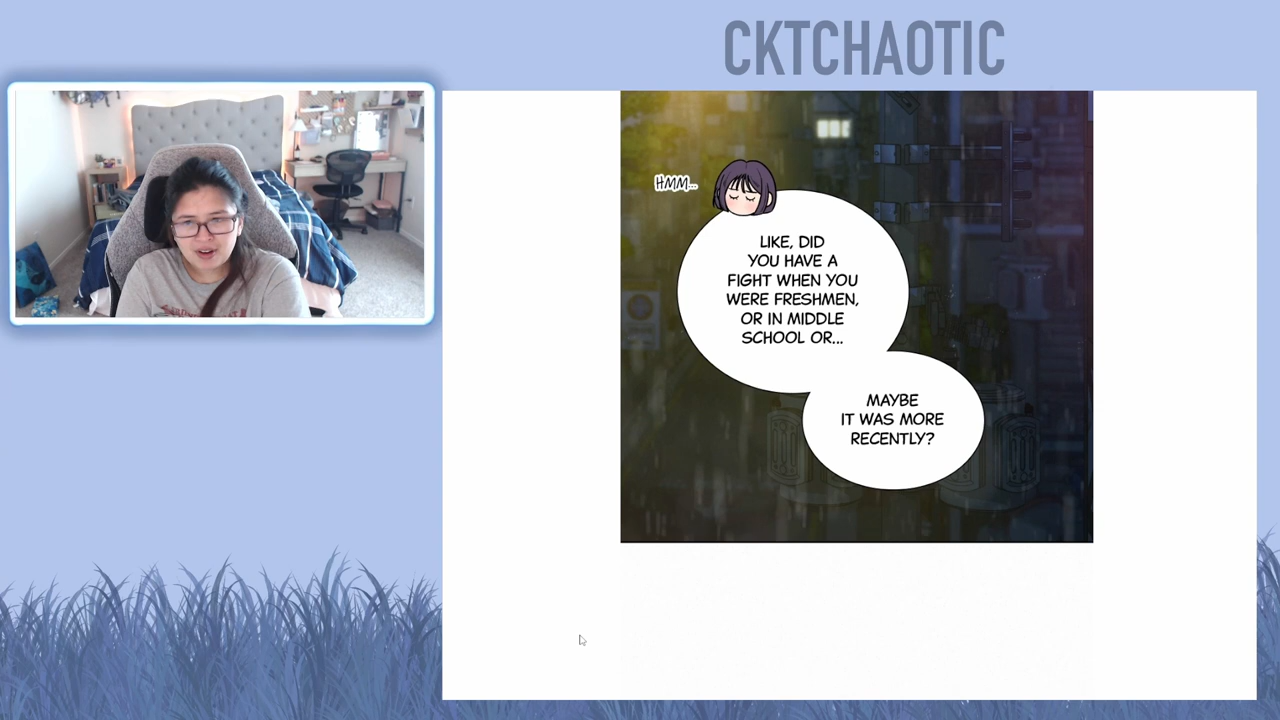 CKTCHAOTIC
HMM...
LIKE, DID
YOU HAVE A
FIGHT WHEN YOU
WERE FRESHMEN,
OR IN MIDDLE
SCHOOL OR...
MAYBE
IT WAS MORE
RECENTLY?